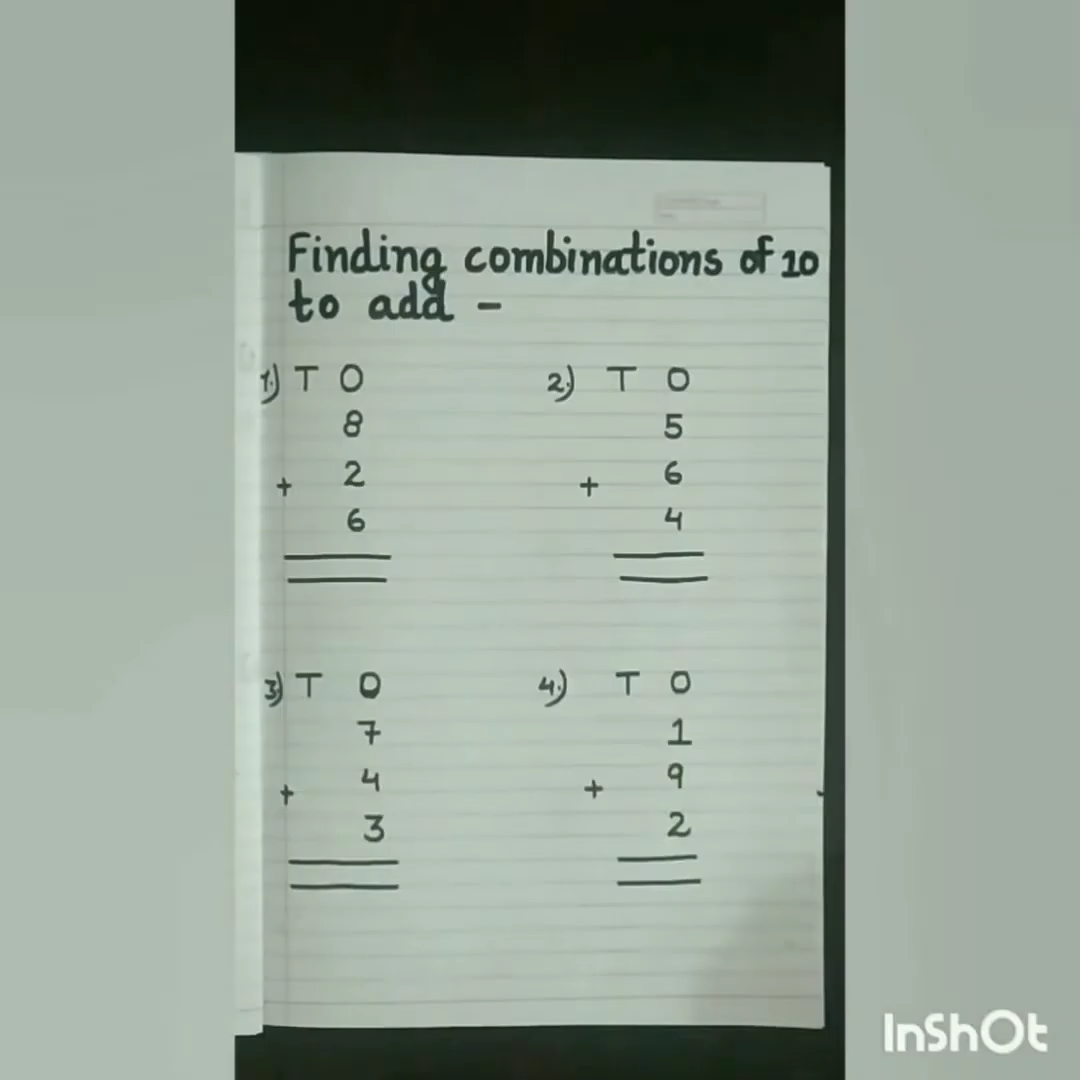 Finding combinations of 10
to add -
1.) T O
8
+ 2
6
2.) T O
5
+ 6
4
3) T O
7
+ 4
3
4.) T O
1
+ 9
2
InShOt